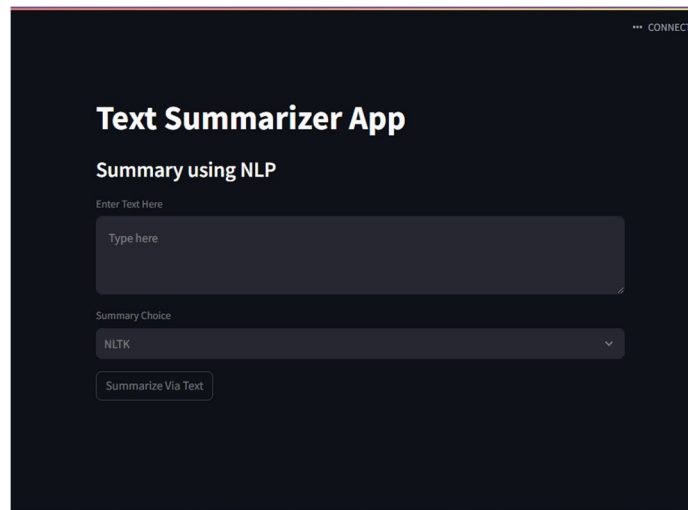 ••• CONNECT
Text Summarizer App
Summary using NLP
Enter Text Here
Type here
Summary Choice
NLTK
Summarize Via Text